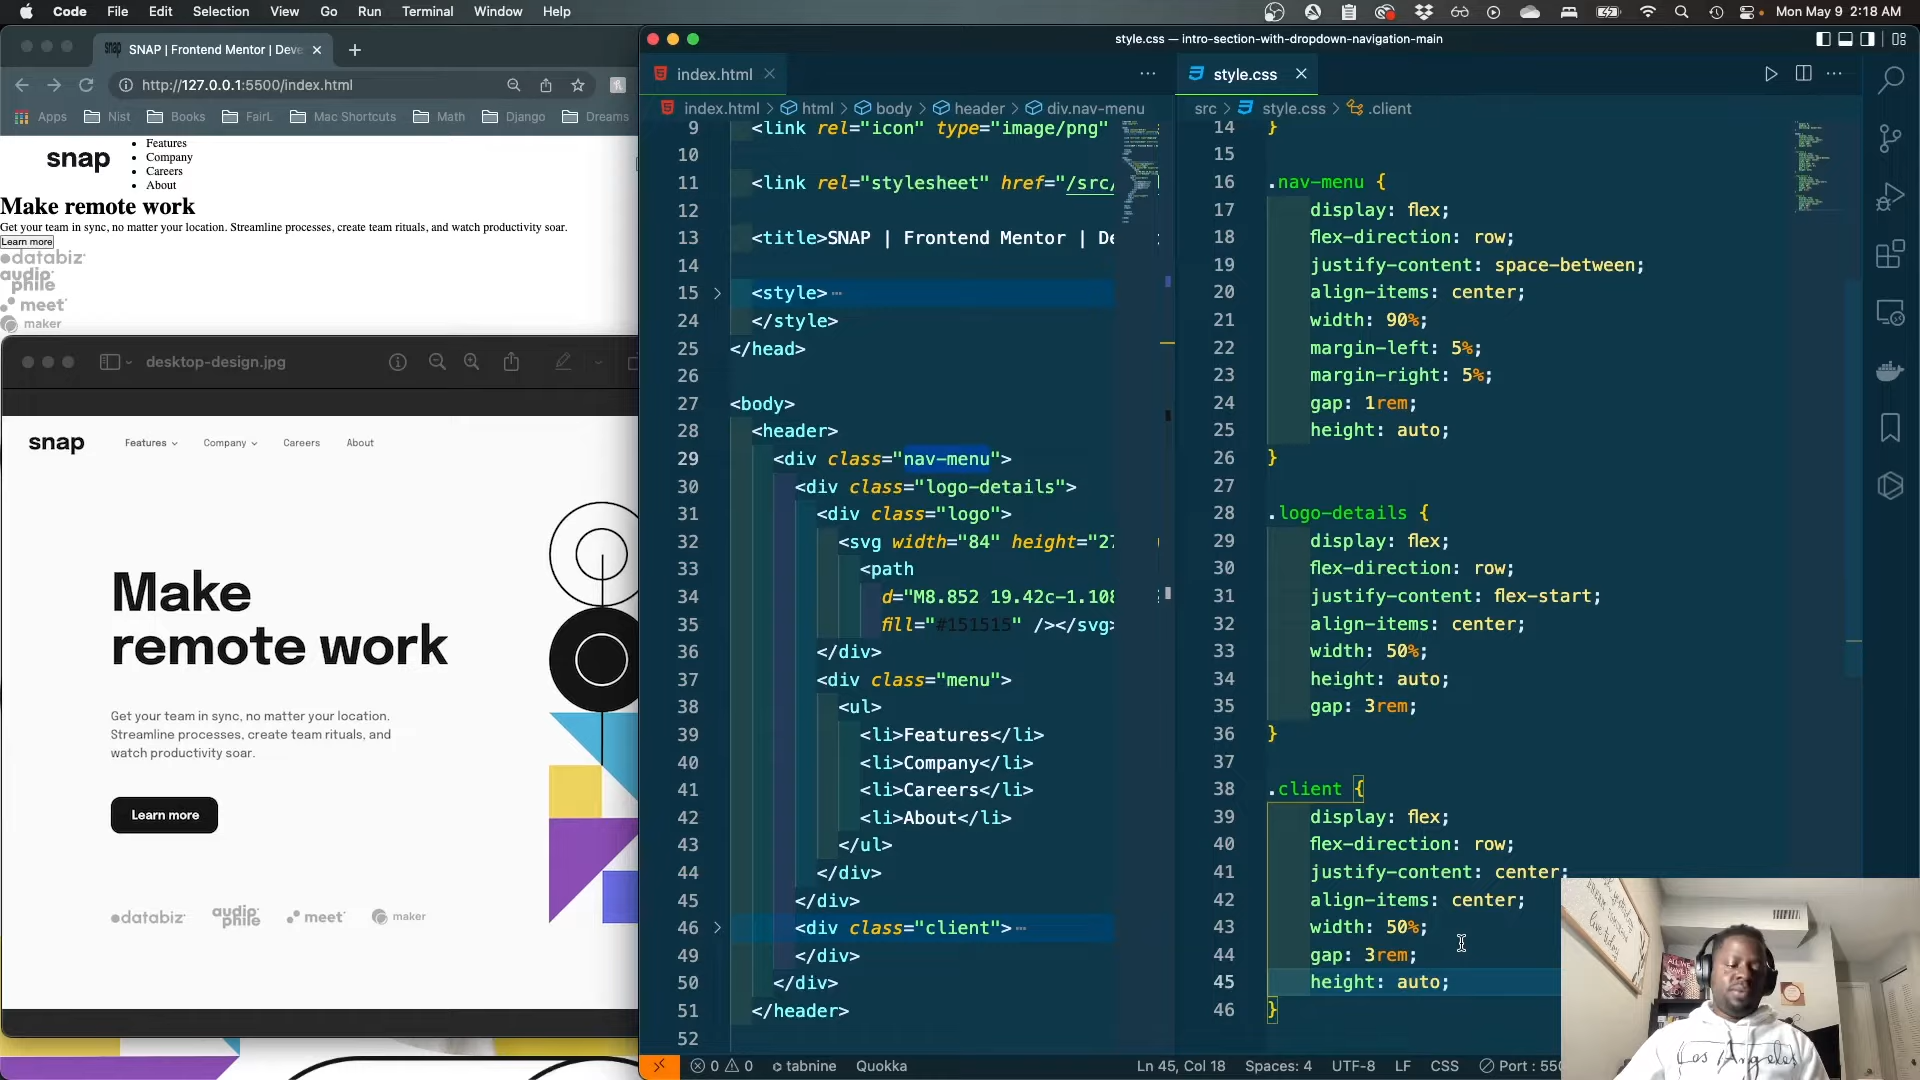 Code File Edit Selection View Go Run Terminal Window Help
Mon May 9 2:18 AM
snap SNAP | Frontend Mentor | Deve
http://127.0.0.1:5500/index.html
Apps Nist Books FairL Mac Shortcuts Math Django Dreams
snap
Features
Company
Careers
About
Make remote work
Get your team in sync, no matter your location. Streamline processes, create team rituals, and watch productivity soar.
Learn more
databiz
audiophile
meet
maker
desktop-design.jpg
snap Features Company Careers About
Make
remote work
Get your team in sync, no matter your location.
Streamline processes, create team rituals, and
watch productivity soar.
Learn more
databiz audiophile meet maker
style.css — intro-section-with-dropdown-navigation-main
index.html
index.html > html > body > header > div.nav-menu
9 <link rel="icon" type="image/png"
10
11 <link rel="stylesheet" href="/src/
12
13 <title>SNAP | Frontend Mentor | De
14
15 <style>
24 </style>
25 </head>
26
27 <body>
28 <header>
29 <div class="nav-menu">
30 <div class="logo-details">
31 <div class="logo">
32 <svg width="84" height="27
33 <path
34 d="M8.852 19.42c-1.108
35 fill="#151515" /></svg>
36 </div>
37 <div class="menu">
38 <ul>
39 <li>Features</li>
40 <li>Company</li>
41 <li>Careers</li>
42 <li>About</li>
43 </ul>
44 </div>
45 </div>
46 <div class="client">
49 </div>
50 </div>
51 </header>
52
style.css
src > style.css > .client
14 }
15
16 .nav-menu {
17 display: flex;
18 flex-direction: row;
19 justify-content: space-between;
20 align-items: center;
21 width: 90%;
22 margin-left: 5%;
23 margin-right: 5%;
24 gap: 1rem;
25 height: auto;
26 }
27
28 .logo-details {
29 display: flex;
30 flex-direction: row;
31 justify-content: flex-start;
32 align-items: center;
33 width: 50%;
34 height: auto;
35 gap: 3rem;
36 }
37
38 .client {
39 display: flex;
40 flex-direction: row;
41 justify-content: center;
42 align-items: center;
43 width: 50%;
44 gap: 3rem;
45 height: auto;
46 }
0 0 tabnine Quokka Ln 45, Col 18 Spaces: 4 UTF-8 LF CSS Port : 550
Los Angeles